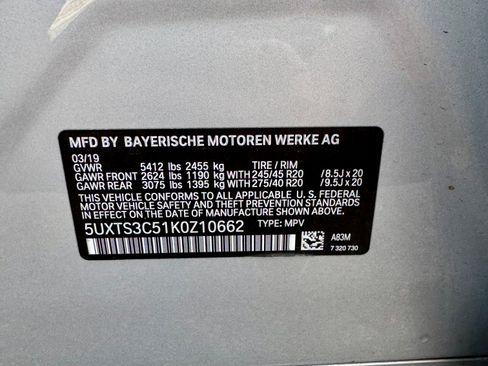 MFD BY BAYERISCHE MOTOREN WERKE AG
03/19
GVWR 5412 lbs 2455 kg TIRE / RIM
GAWR FRONT 2624 lbs 1190 kg WITH 245/45 R20 / 8.5J x 20
GAWR REAR 3075 lbs 1395 kg WITH 275/40 R20 / 9.5J x 20
THIS VEHICLE CONFORMS TO ALL APPLICABLE U. S. FEDERAL
MOTOR VEHICLE SAFETY STANDARDS IN EFFECT ON
THE DATE OF MANUFACTURE SHOWN ABOVE.
5UXTS3C51K0Z10662 TYPE: MPV
A83M
7 320 730